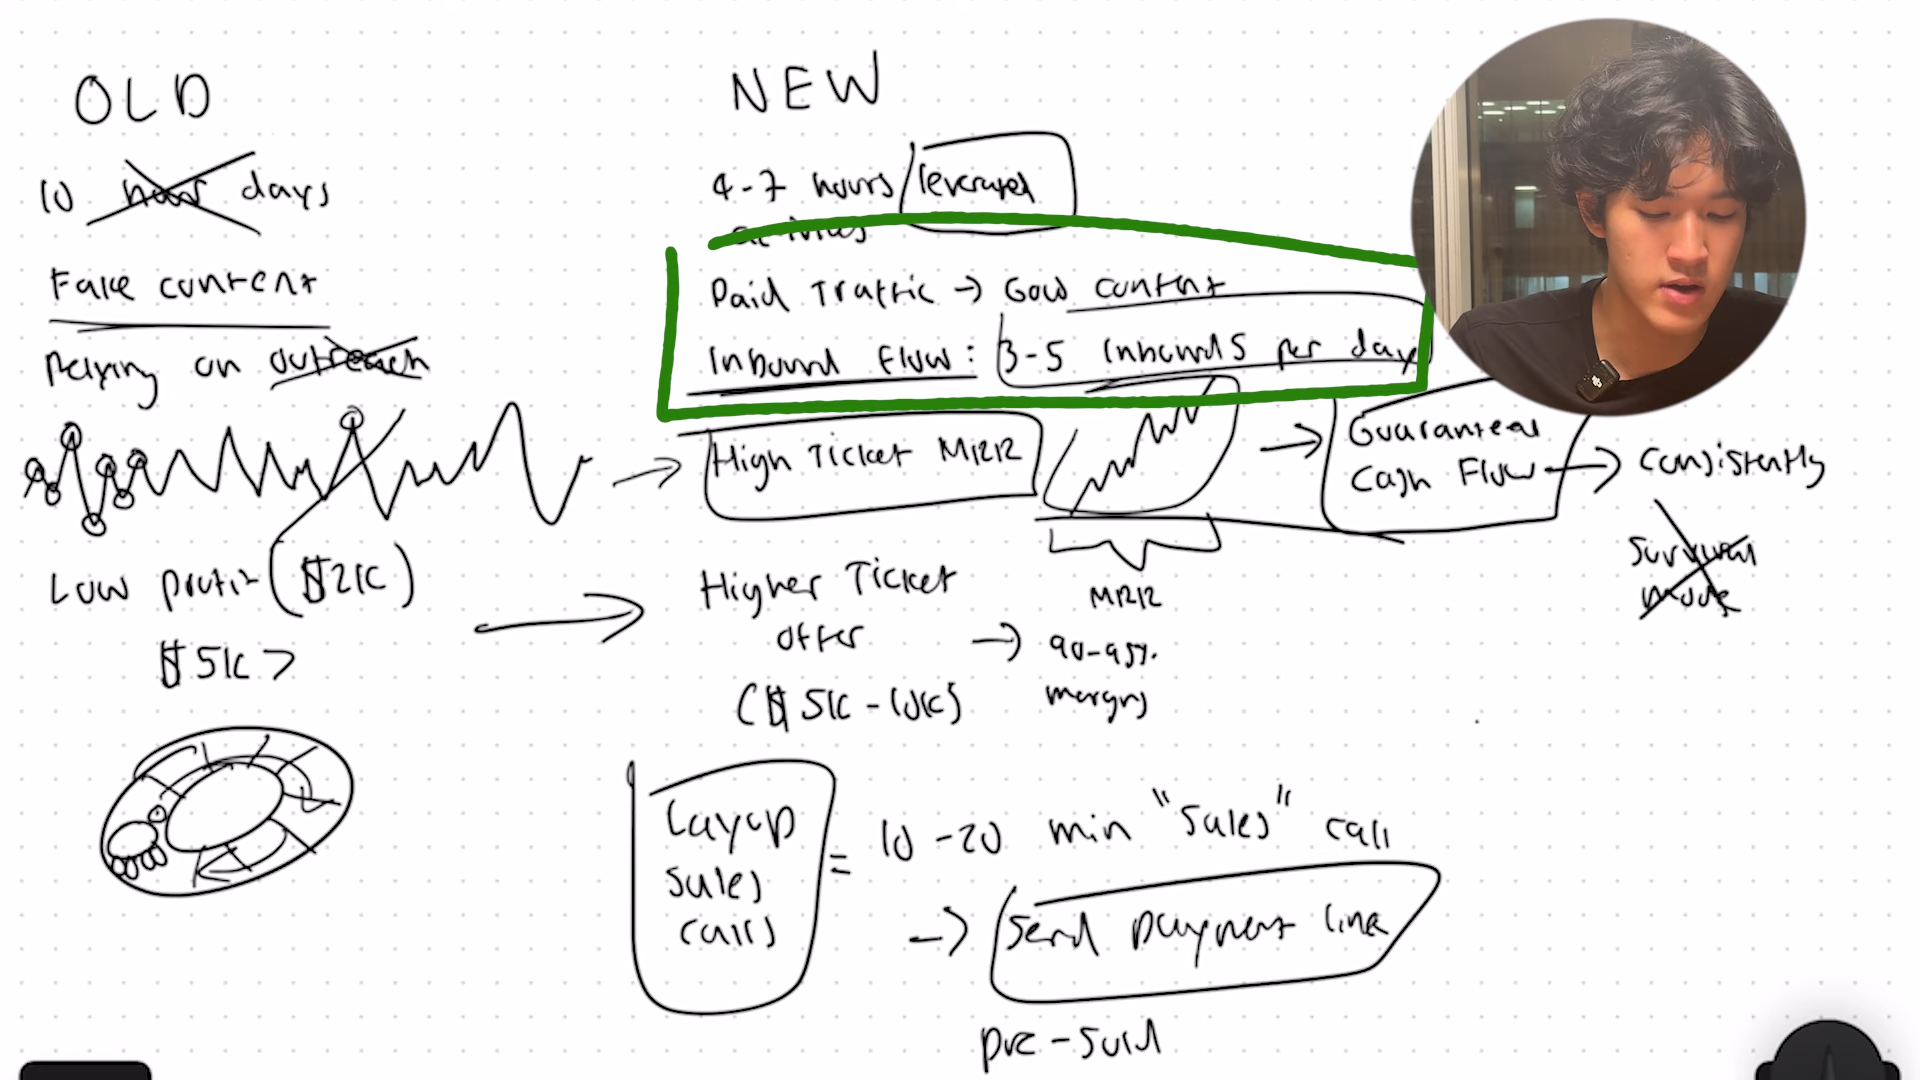 OLD
10 hours days
Fake content
Relying on outreach
Low profit ($2k)
$5k >
NEW
4-7 hours leveraged
activities
Paid Traffic → Good content
Inbound Flow: 3-5 inbounds per day
High Ticket MRR
→ Guaranteed
Cash Flow → consistently
Survival
mode
Higher Ticket
offer
($5k - 10k)
MRR
→ 90-95%
margins
Layup
sales
calls
= 10-20 min "sales" call
→ Send payment link
pre-sold